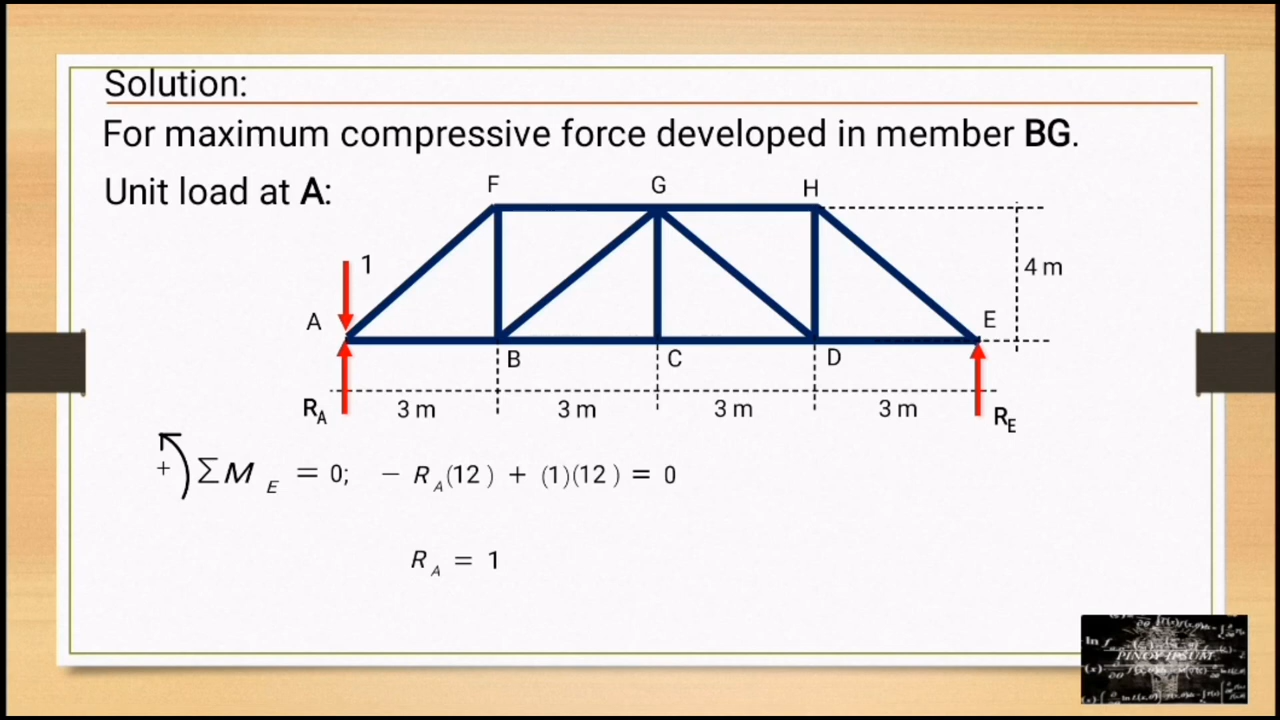 Solution:
For maximum compressive force developed in member BG.
Unit load at A:
F G H
1
4 m
A E
B C D
R_A 3 m 3 m 3 m 3 m R_E
+ ∑M_E = 0; − R_A(12) + (1)(12) = 0
R_A = 1
PINOY IPSUM